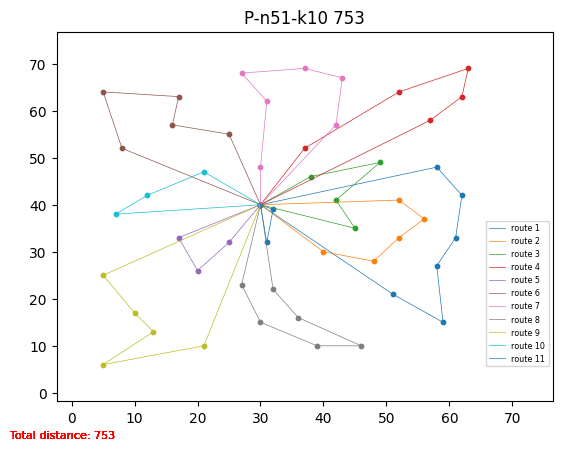 P-n51-k10 753
70
60
50
40
30
20
10
0
0 10 20 30 40 50 60 70
route 1
route 2
route 3
route 4
route 5
route 6
route 7
route 8
route 9
route 10
route 11
Total distance: 753